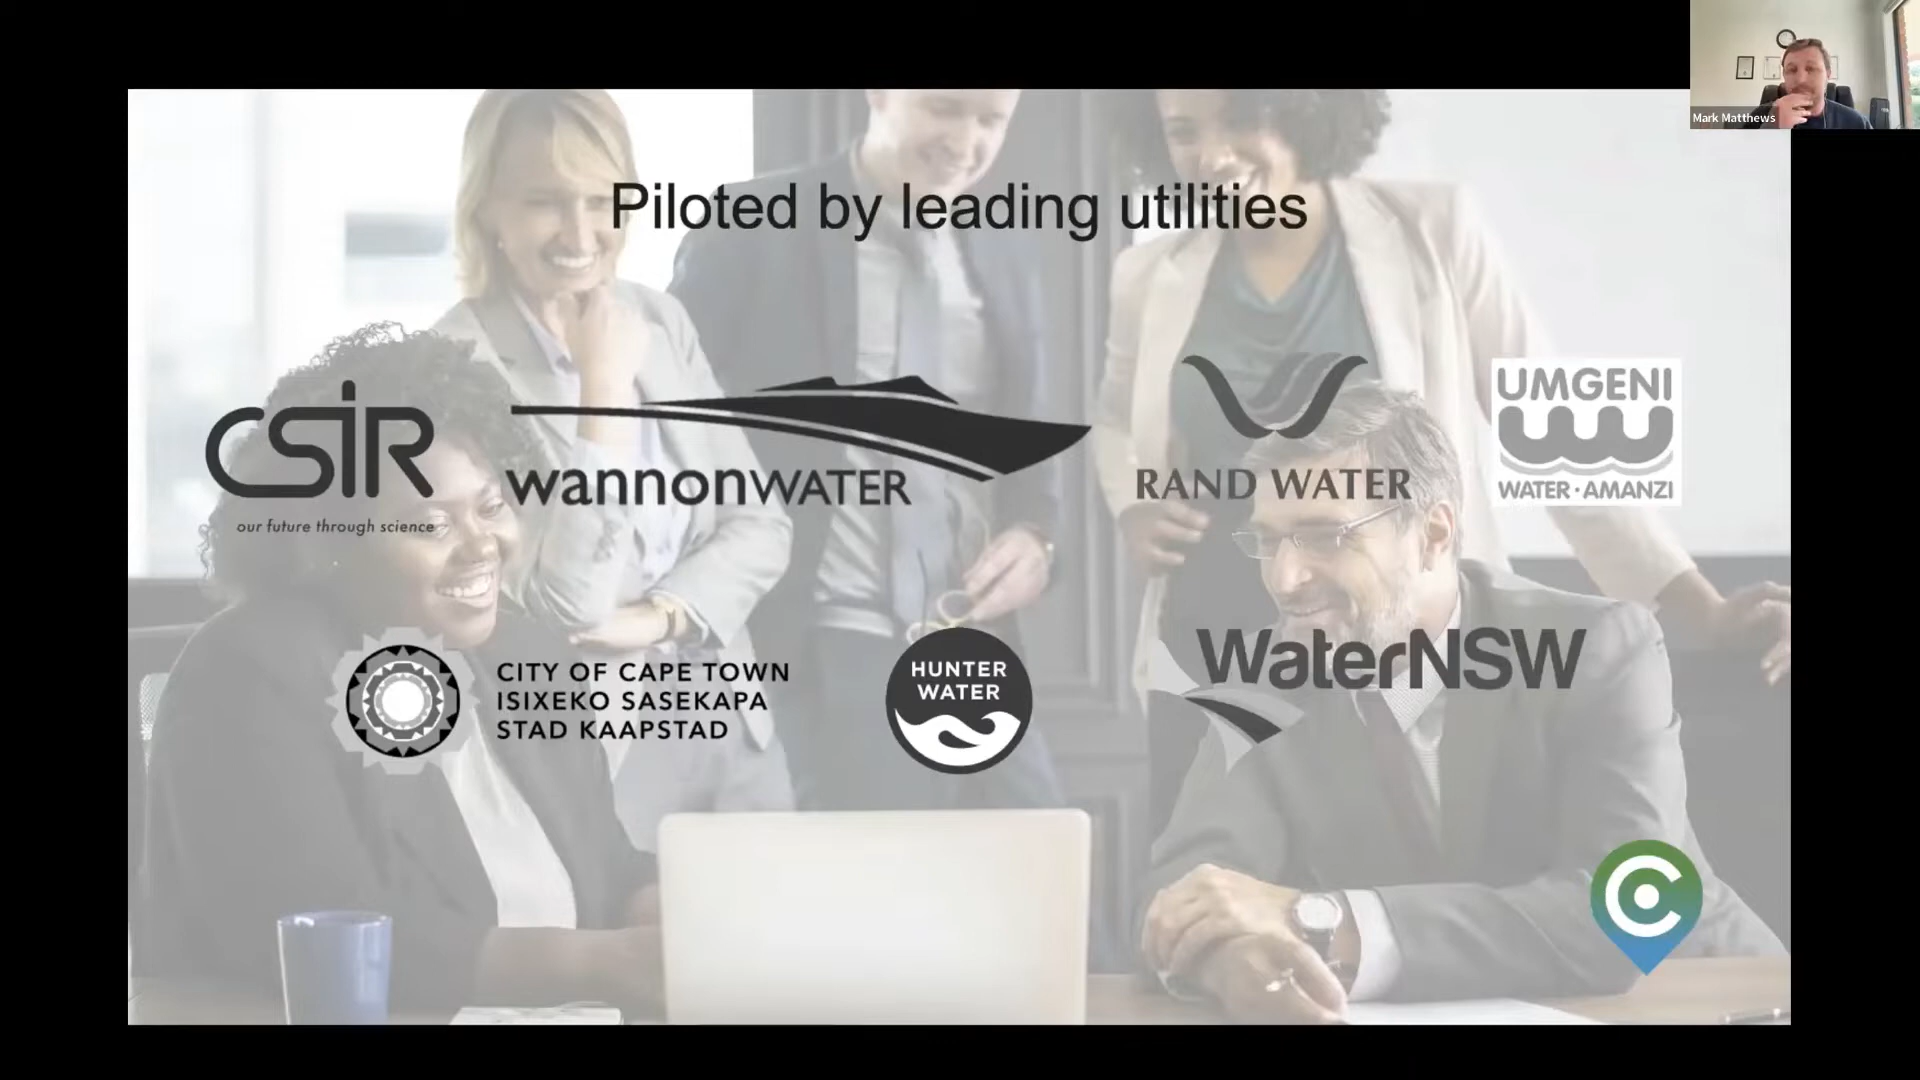 Mark Matthews
Piloted by leading utilities
CSIR
our future through science
wannonWATER
RAND WATER
UMGENI
WATER·AMANZI
CITY OF CAPE TOWN
ISIXEKO SASEKAPA
STAD KAAPSTAD
HUNTER
WATER
WaterNSW